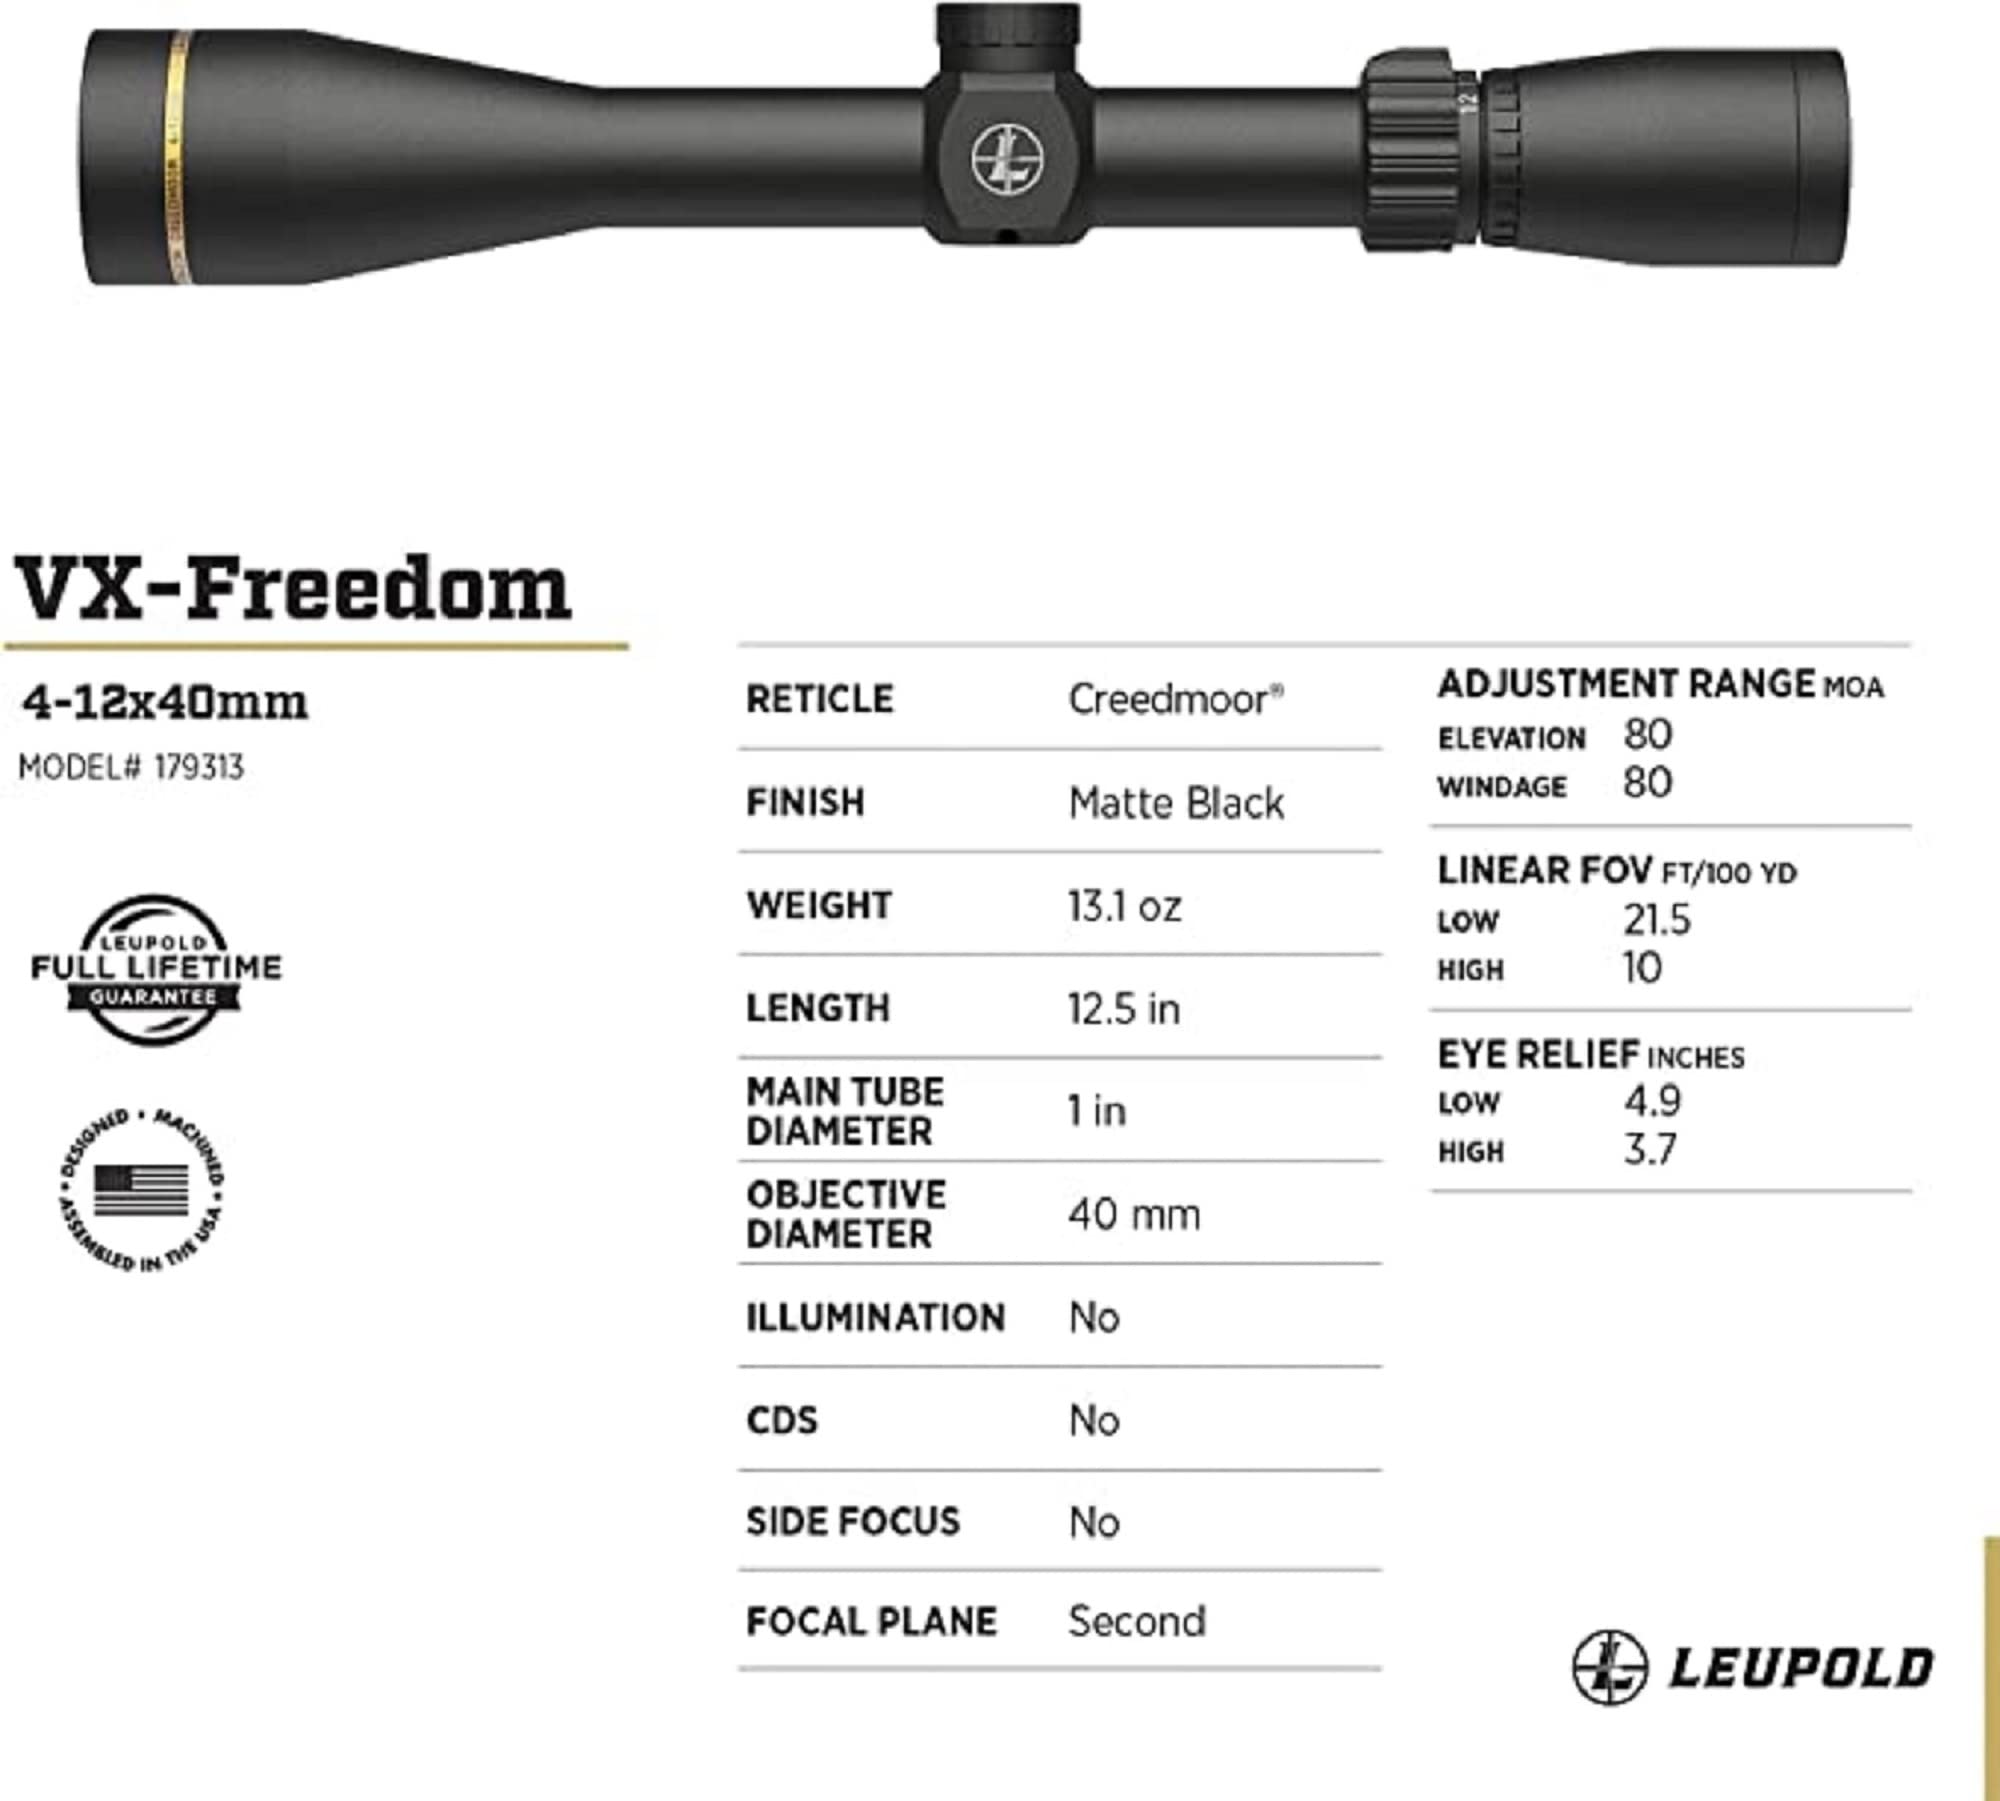 12
VX-Freedom
4-12x40mm
MODEL# 179313
LEUPOLD
FULL LIFETIME
GUARANTEE
• DESIGNED • MACHINED • ASSEMBLED IN THE USA
RETICLE Creedmoor®
FINISH Matte Black
WEIGHT 13.1 oz
LENGTH 12.5 in
MAIN TUBE
DIAMETER 1 in
OBJECTIVE
DIAMETER 40 mm
ILLUMINATION No
CDS No
SIDE FOCUS No
FOCAL PLANE Second
ADJUSTMENT RANGE MOA
ELEVATION 80
WINDAGE 80
LINEAR FOV FT/100 YD
LOW 21.5
HIGH 10
EYE RELIEF INCHES
LOW 4.9
HIGH 3.7
L LEUPOLD